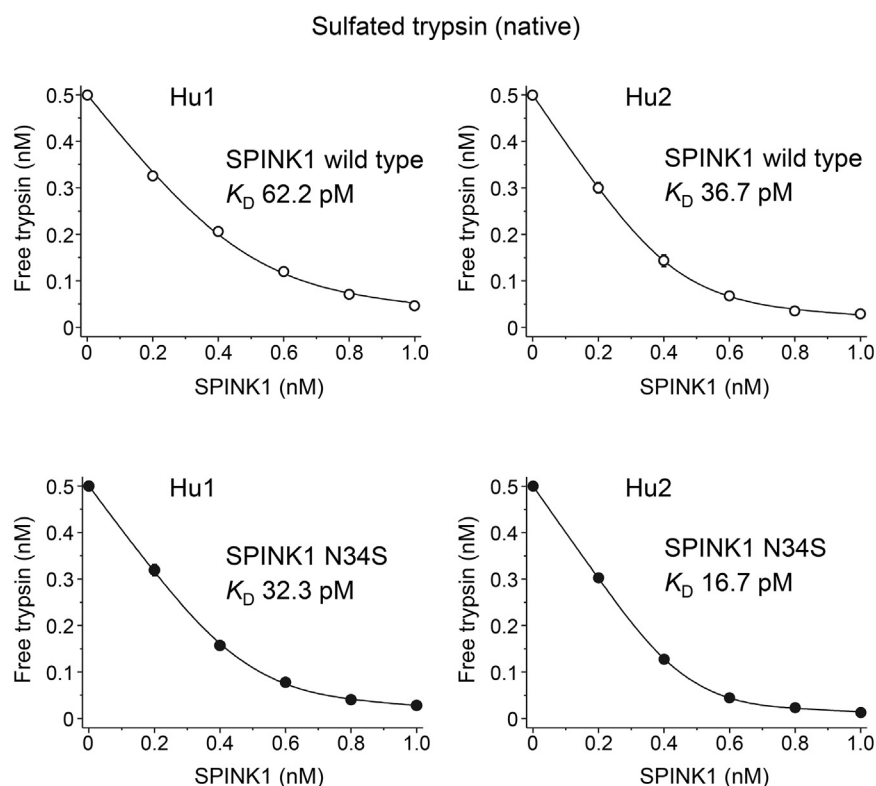 Sulfated trypsin (native)
Hu1
SPINK1 wild type
K_D 62.2 pM
Free trypsin (nM)
0.5
0.4
0.3
0.2
0.1
0
0 0.2 0.4 0.6 0.8 1.0
SPINK1 (nM)
Hu2
SPINK1 wild type
K_D 36.7 pM
Free trypsin (nM)
0.5
0.4
0.3
0.2
0.1
0
0 0.2 0.4 0.6 0.8 1.0
SPINK1 (nM)
Hu1
SPINK1 N34S
K_D 32.3 pM
Free trypsin (nM)
0.5
0.4
0.3
0.2
0.1
0
0 0.2 0.4 0.6 0.8 1.0
SPINK1 (nM)
Hu2
SPINK1 N34S
K_D 16.7 pM
Free trypsin (nM)
0.5
0.4
0.3
0.2
0.1
0
0 0.2 0.4 0.6 0.8 1.0
SPINK1 (nM)